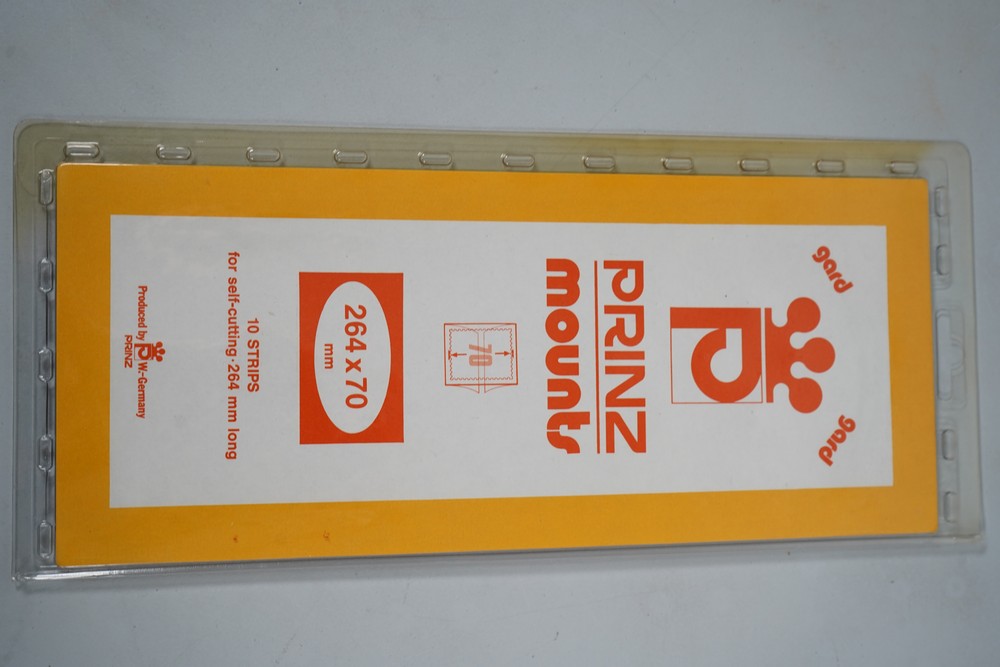 gard gard
p
PRINZ
mounts
70
264 x 70
mm
10 STRIPS
for self-cutting · 264 mm long
Produced by p W.-Germany
PRINZ